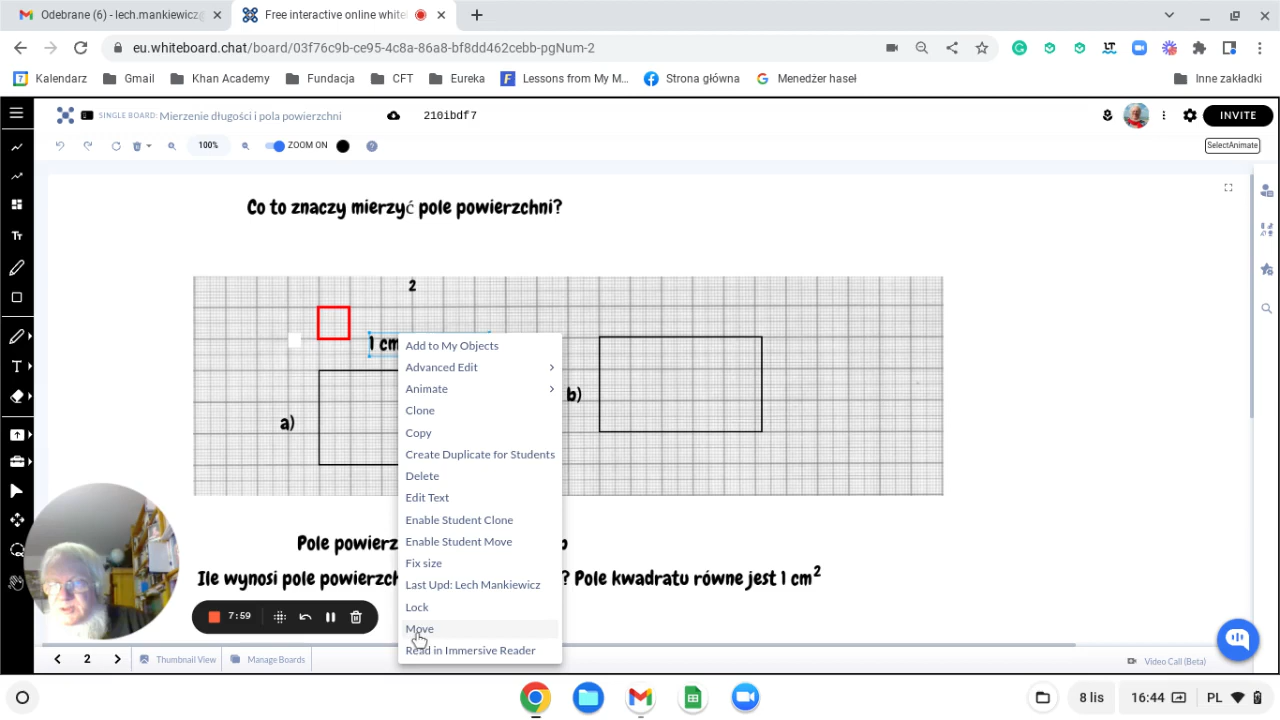 Odebrane (6) - lech.mankiewicz@
Free interactive online white
eu.whiteboard.chat/board/03f76c9b-ce95-4c8a-86a8-bf8dd462cebb-pgNum-2
Kalendarz
Gmail
Khan Academy
Fundacja
CFT
Eureka
Lessons from My M...
Strona główna
Menedżer haseł
Inne zakładki
SINGLE BOARD: Mierzenie długości i pola powierzchni
210ibdf7
INVITE
100%
ZOOM ON
SelectAnimate
Co to znaczy mierzyć pole powierzchni?
2
1 cm
a)
b)
Add to My Objects
Advanced Edit
Animate
Clone
Copy
Create Duplicate for Students
Delete
Edit Text
Enable Student Clone
Enable Student Move
Fix size
Last Upd: Lech Mankiewicz
Lock
Move
Read in Immersive Reader
Pole powierz
b
Ile wynosi pole powierzch ? Pole kwadratu równe jest 1 cm²
7:59
2
Thumbnail View
Manage Boards
Video Call (Beta)
8 lis
16:44
PL